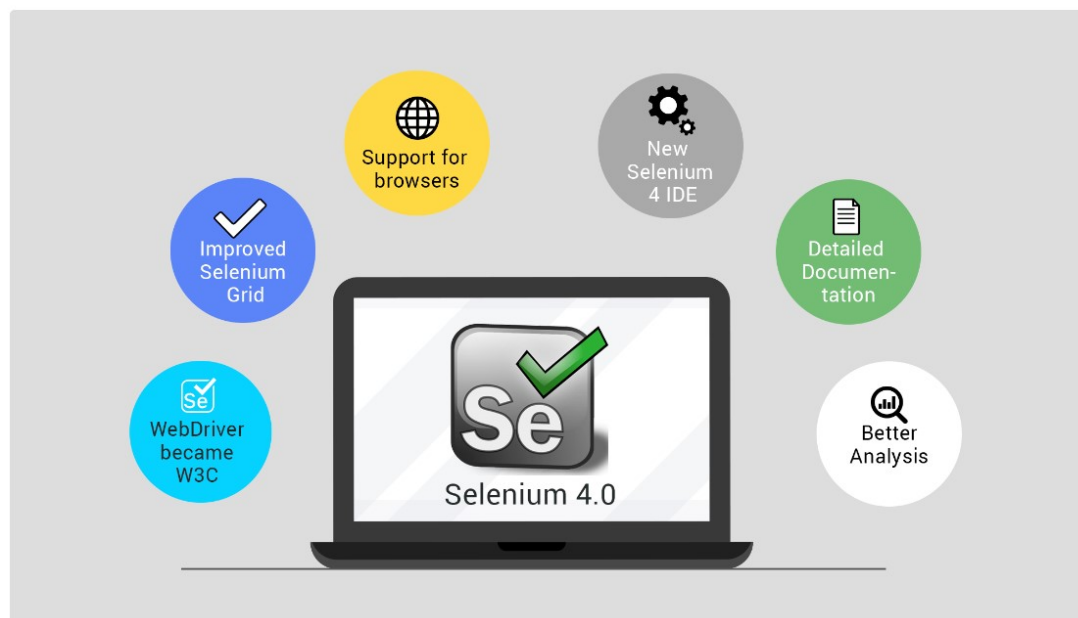 Support for
browsers
New
Selenium
4 IDE
Improved
Selenium
Grid
Detailed
Documen-
tation
Se
WebDriver
became
W3C
Se
Selenium 4.0
Better
Analysis